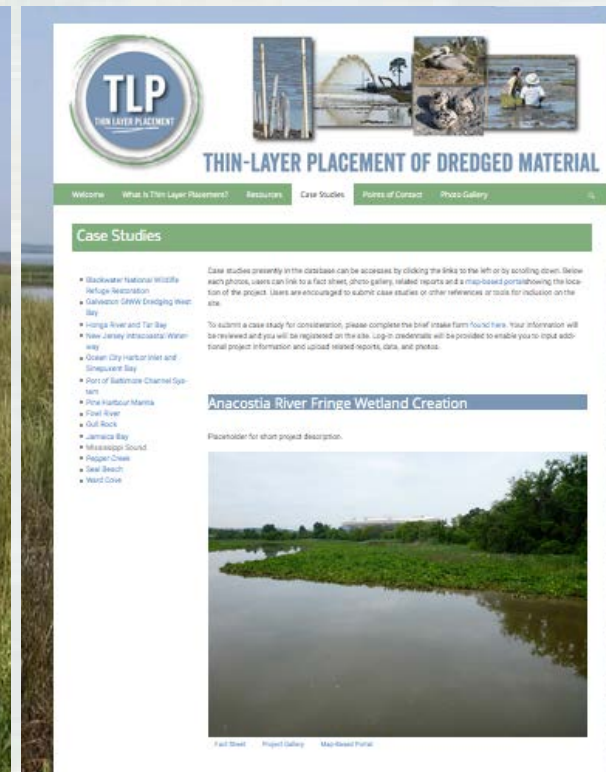 TLP
THIN LAYER PLACEMENT
THIN-LAYER PLACEMENT OF DREDGED MATERIAL
Welcome What Is Thin Layer Placement? Resources Case Studies Points of Contact Photo Gallery
Case Studies
Blackwater National Wildlife
Refuge Restoration
Galveston GIWW Dredging West
Bay
Honga River and Tar Bay
New Jersey Intracoastal Water-
way
Ocean City Harbor Inlet and
Sinepuxent Bay
Port of Baltimore Channel Sys-
tem
Pine Harbour Marina
Fowl River
Gull Rock
Jamaica Bay
Mississippi Sound
Pepper Creek
Seal Beach
Ward Cove
Case studies presently in the database can be accesses by clicking the links to the left or by scrolling down. Below
each photos, users can link to a fact sheet, photo gallery, related reports and a map-based portalshowing the loca-
tion of the project. Users are encouraged to submit case studies or other references or tools for inclusion on the
site.
To submit a case study for consideration, please complete the brief intake form found here. Your information will
be reviewed and you will be registered on the site. Log-in credentials will be provided to enable you to input addi-
tional project information and upload related reports, data, and photos.
Anacostia River Fringe Wetland Creation
Placeholder for short project description.
Fact Sheet Project Gallery Map-Based Portal